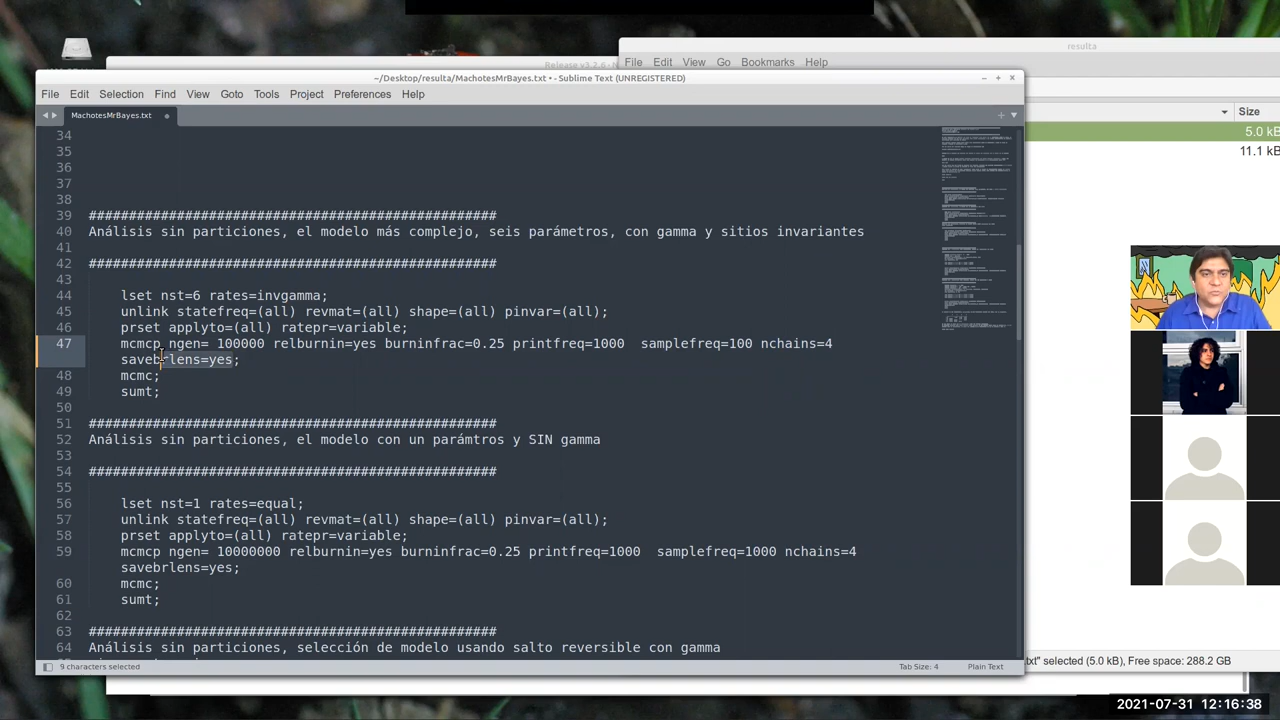 resulta
Release v3.2.6 - N
File Edit View Go Bookmarks Help
~/Desktop/resulta/MachotesMrBayes.txt • - Sublime Text (UNREGISTERED)
File Edit Selection Find View Goto Tools Project Preferences Help
MachotesMrBayes.txt
Size
5.0 kB
11.1 kB
34
35
36
37
38
39 ###################################################
40 Análisis sin particiones, el modelo más complejo, seis parámetros, con gamma y sitios invariantes.
41
42 ###################################################
43
44 lset nst=6 rates=invgamma;
45 unlink statefreq=(all) revmat=(all) shape=(all) pinvar=(all);
46 prset applyto=(all) ratepr=variable;
47 mcmcp ngen= 100000 relburnin=yes burninfrac=0.25 printfreq=1000  samplefreq=100 nchains=4
savebrlens=yes;
48 mcmc;
49 sumt;
50
51 ###################################################
52 Análisis sin particiones, el modelo con un parámtros y SIN gamma
53
54 ###################################################
55
56 lset nst=1 rates=equal;
57 unlink statefreq=(all) revmat=(all) shape=(all) pinvar=(all);
58 prset applyto=(all) ratepr=variable;
59 mcmcp ngen= 10000000 relburnin=yes burninfrac=0.25 printfreq=1000  samplefreq=1000 nchains=4
savebrlens=yes;
60 mcmc;
61 sumt;
62
63 ###################################################
64 Análisis sin particiones, selección de modelo usando salto reversible con gamma
9 characters selected
Tab Size: 4
Plain Text
txt" selected (5.0 kB), Free space: 288.2 GB
2021-07-31 12:16:38